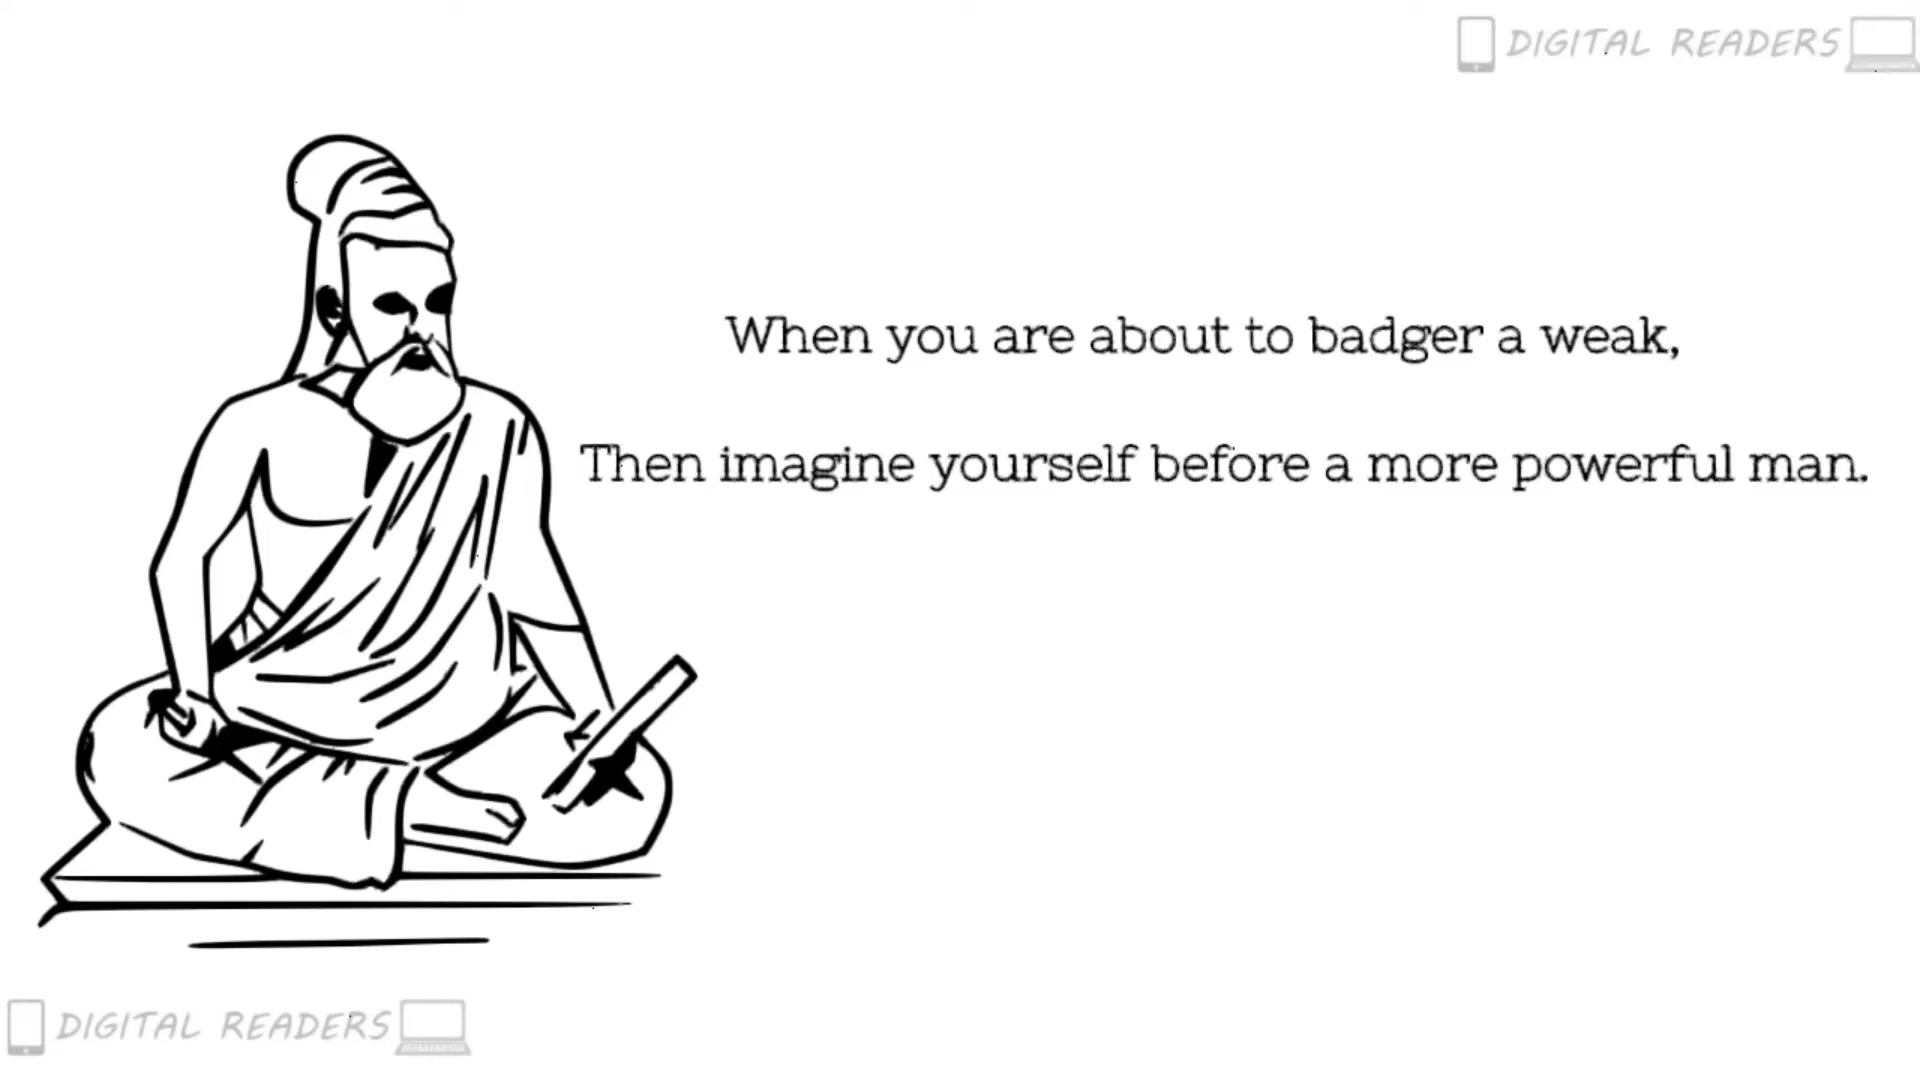 DIGITAL READERS
When you are about to badger a weak,
Then imagine yourself before a more powerful man.
DIGITAL READERS